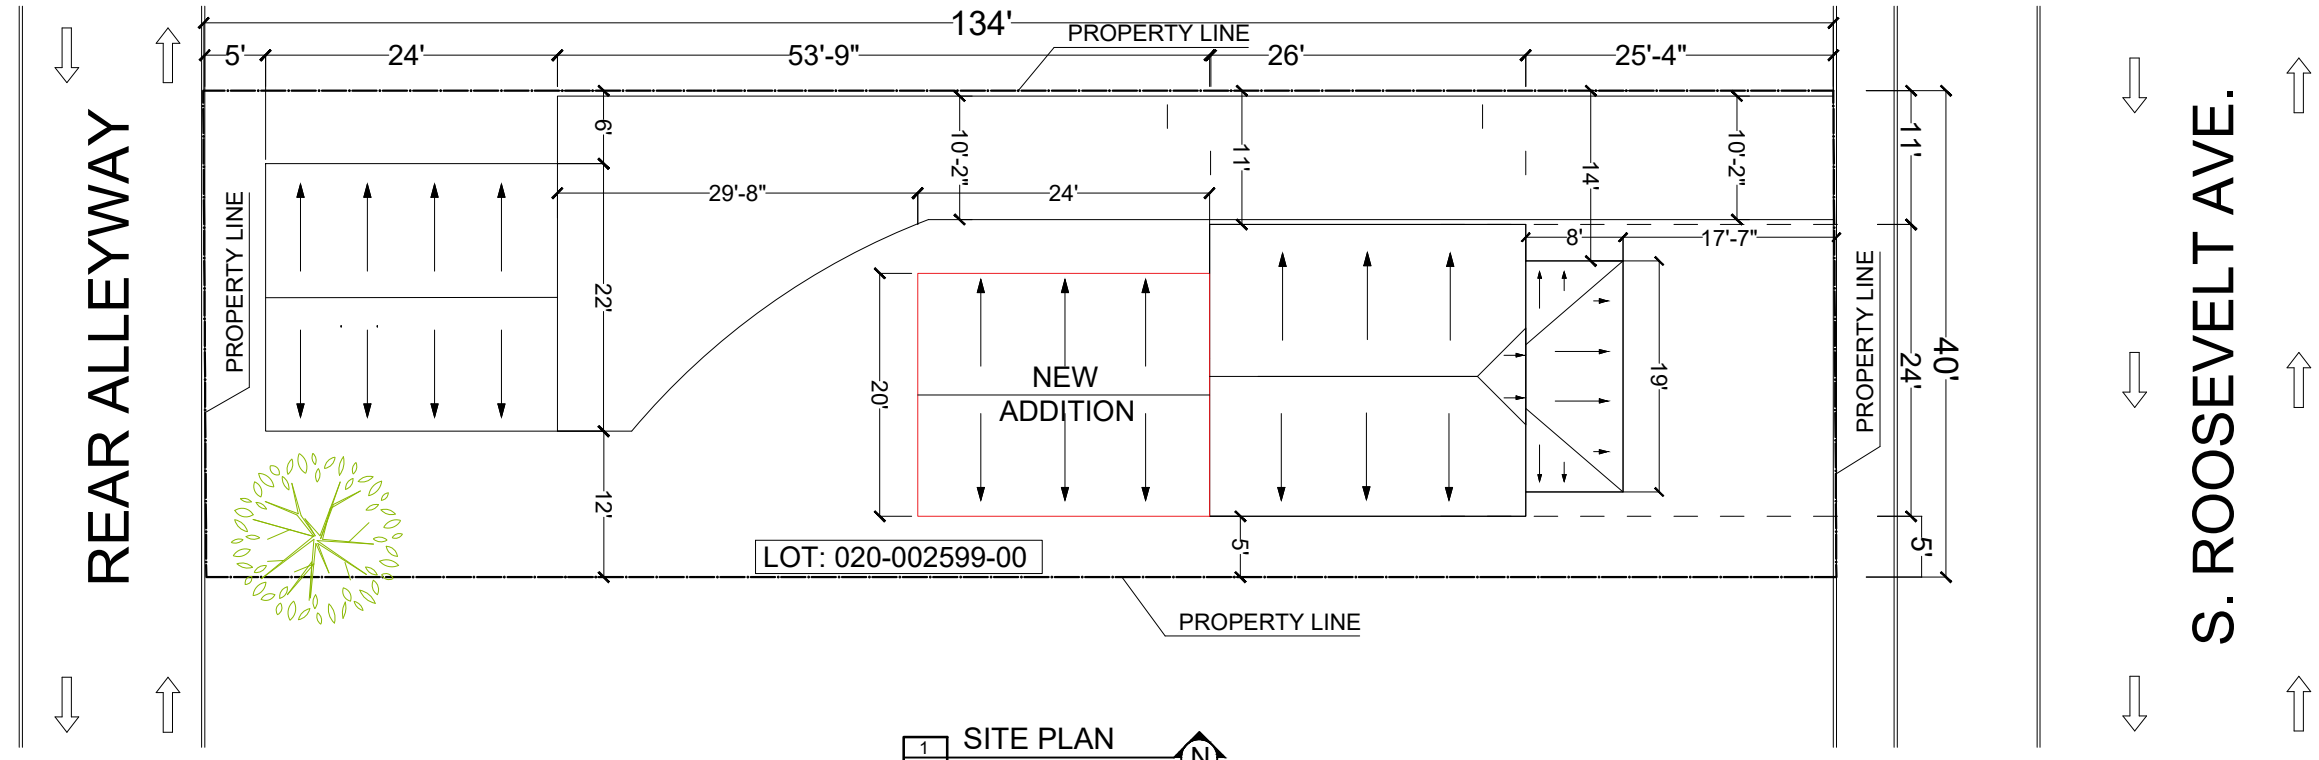 134'
PROPERTY LINE
5'
24'
53'-9"
26'
25'-4"
6'
10'-2"
11'
14'
10'-2"
11'
REAR ALLEYWAY
PROPERTY LINE
29'-8"
24'
8'
17'-7"
22'
20'
NEW
ADDITION
19'
PROPERTY LINE
24'
40'
S. ROOSEVELT AVE.
12'
LOT: 020-002599-00
5'
5'
PROPERTY LINE
1
SITE PLAN
N